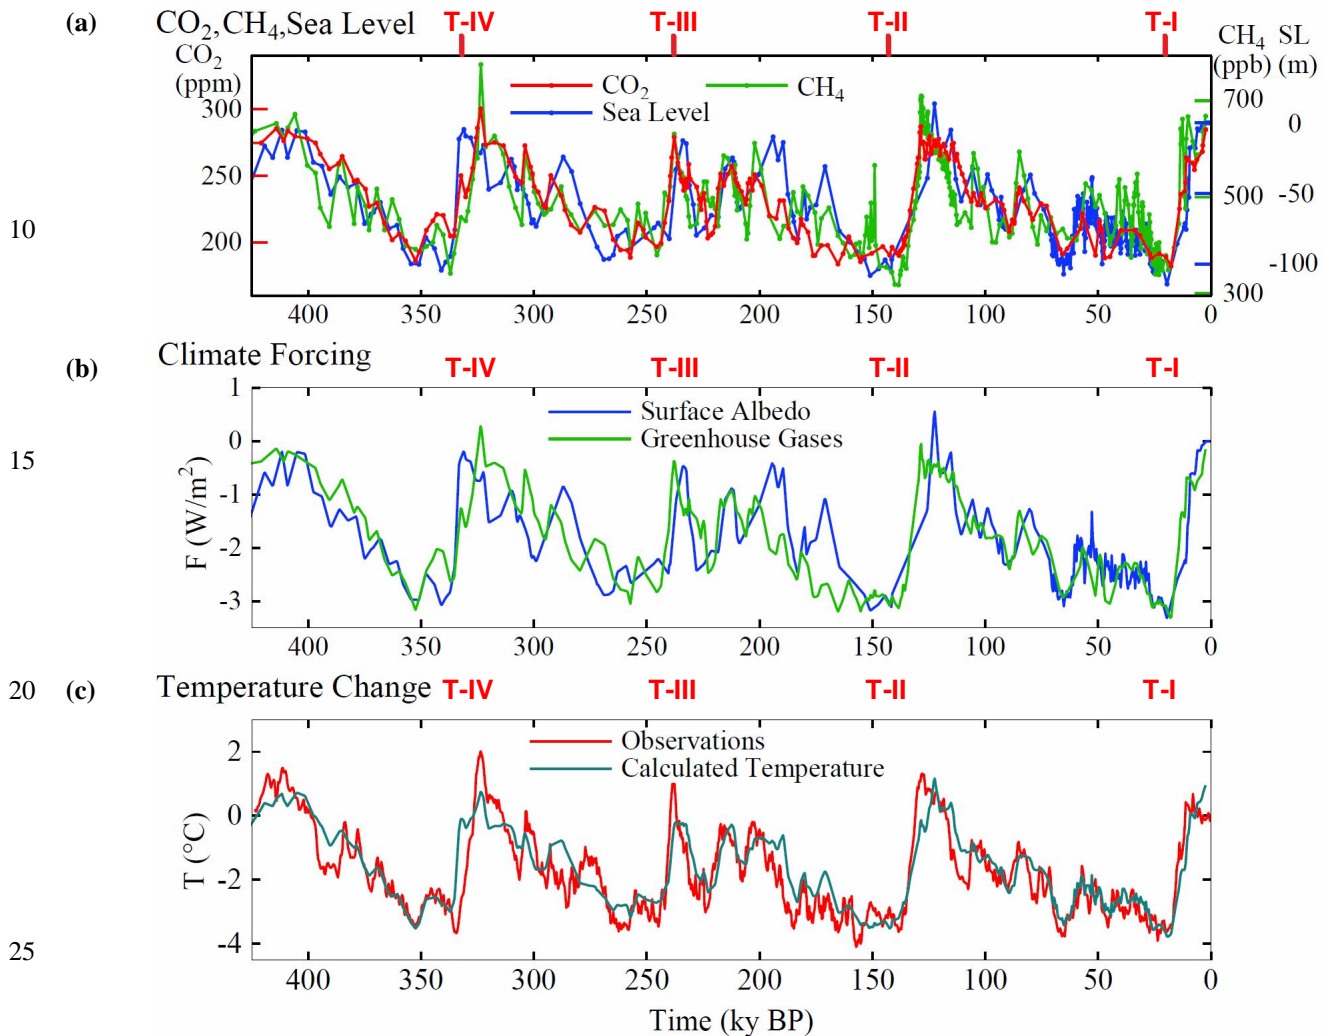 (a) CO2,CH4,Sea Level T-IV T-III T-II T-I
CO2 (ppm) CH4 (ppb) SL (m)
CO2 CH4
Sea Level
300 700 0
250 500 -50
10 200 -100
300
400 350 300 250 200 150 100 50 0
(b) Climate Forcing T-IV T-III T-II T-I
1
Surface Albedo
Greenhouse Gases
0
15
-1
F (W/m2)
-2
-3
400 350 300 250 200 150 100 50 0
20 (c) Temperature Change T-IV T-III T-II T-I
Observations
Calculated Temperature
2
0
T (°C)
-2
25 -4
400 350 300 250 200 150 100 50 0
Time (ky BP)